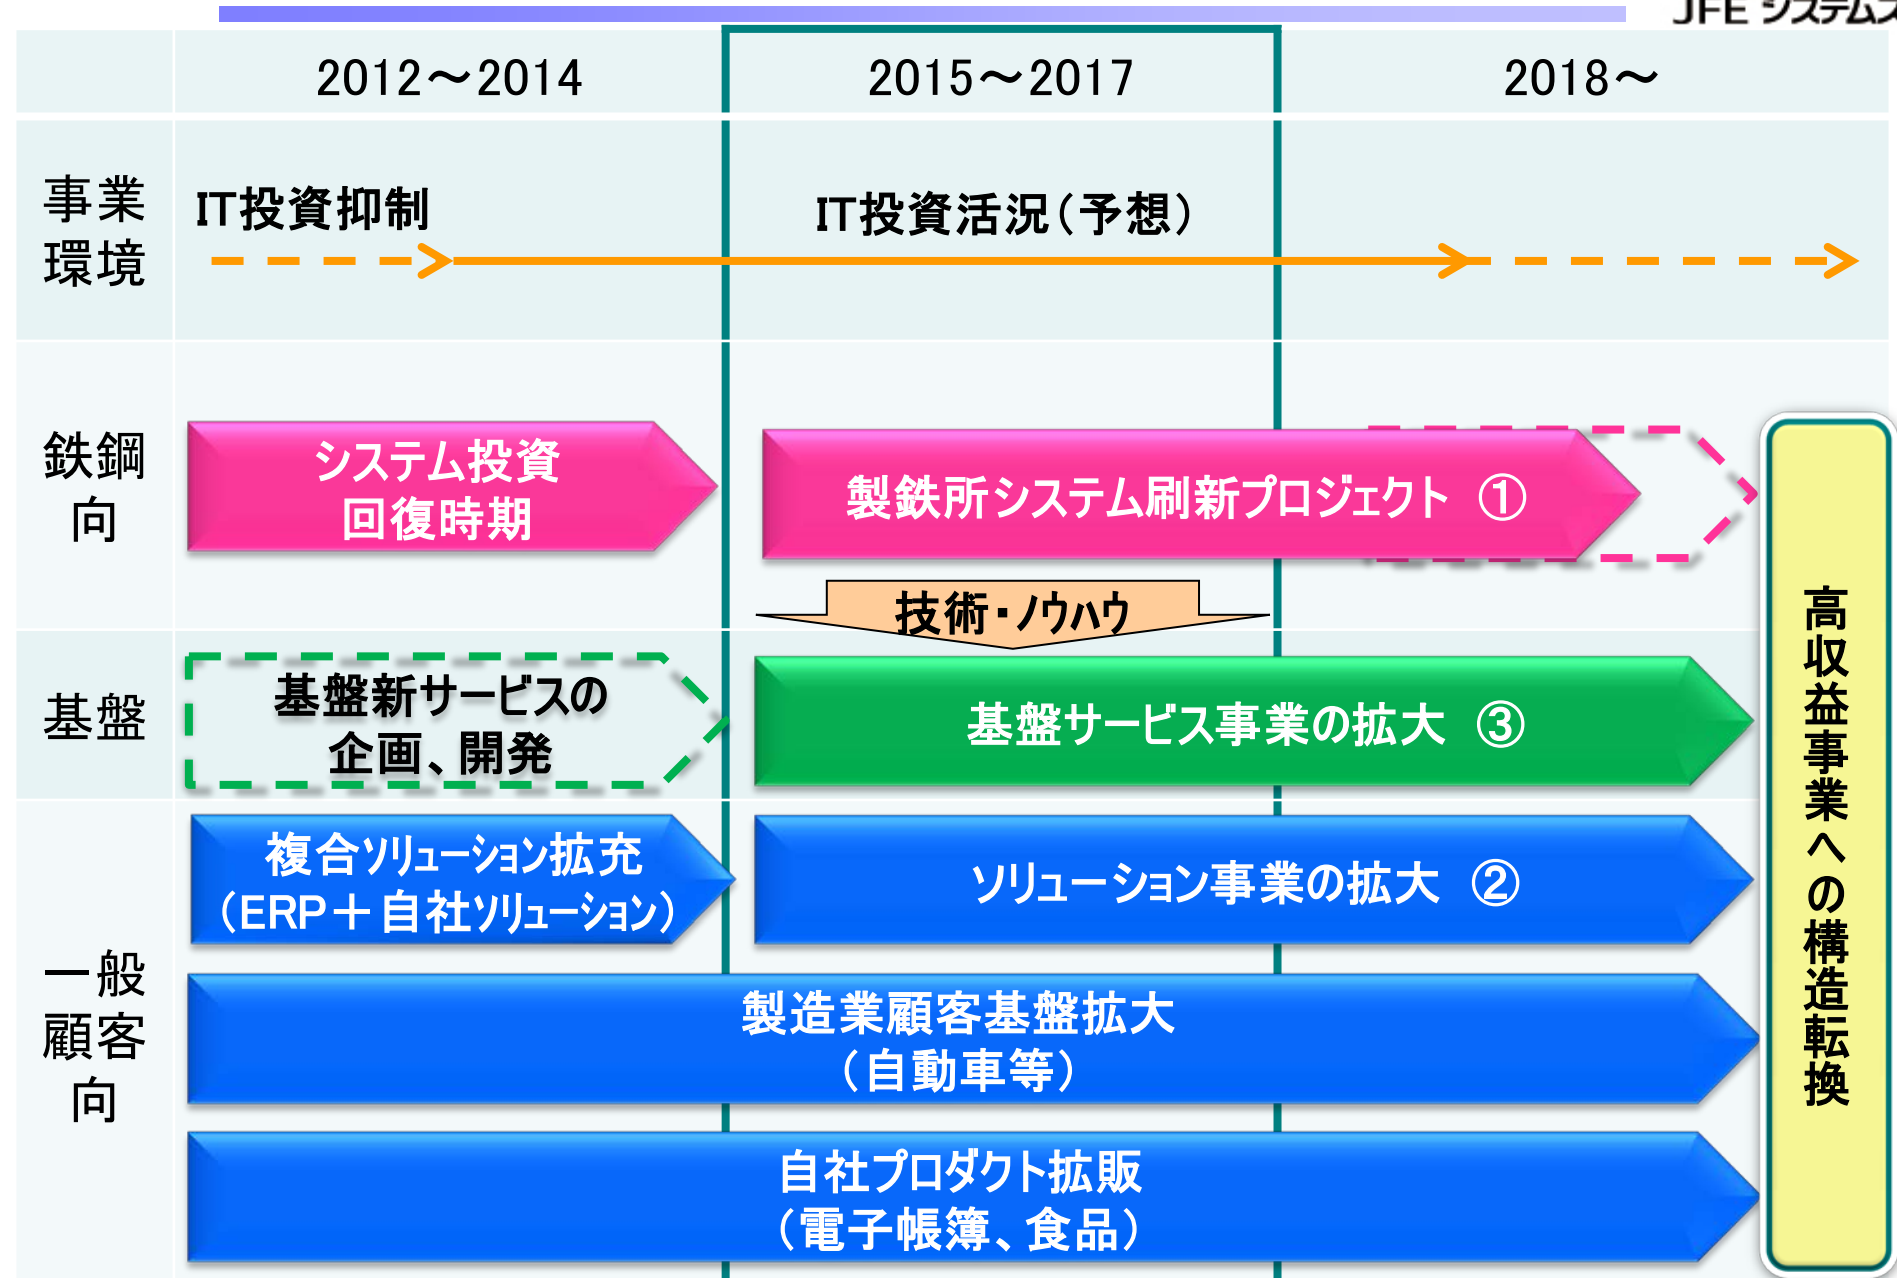 JFE システムズ
2012～2014
2015～2017
2018～
事業
環境
IT投資抑制
IT投資活況（予想）
鉄鋼
向
システム投資
回復時期
製鉄所システム刷新プロジェクト ①
技術・ノウハウ
基盤
基盤新サービスの
企画、開発
基盤サービス事業の拡大 ③
一般
顧客
向
複合ソリューション拡充
（ERP＋自社ソリューション）
ソリューション事業の拡大 ②
製造業顧客基盤拡大
（自動車等）
自社プロダクト拡販
（電子帳簿、食品）
高収益事業への構造転換